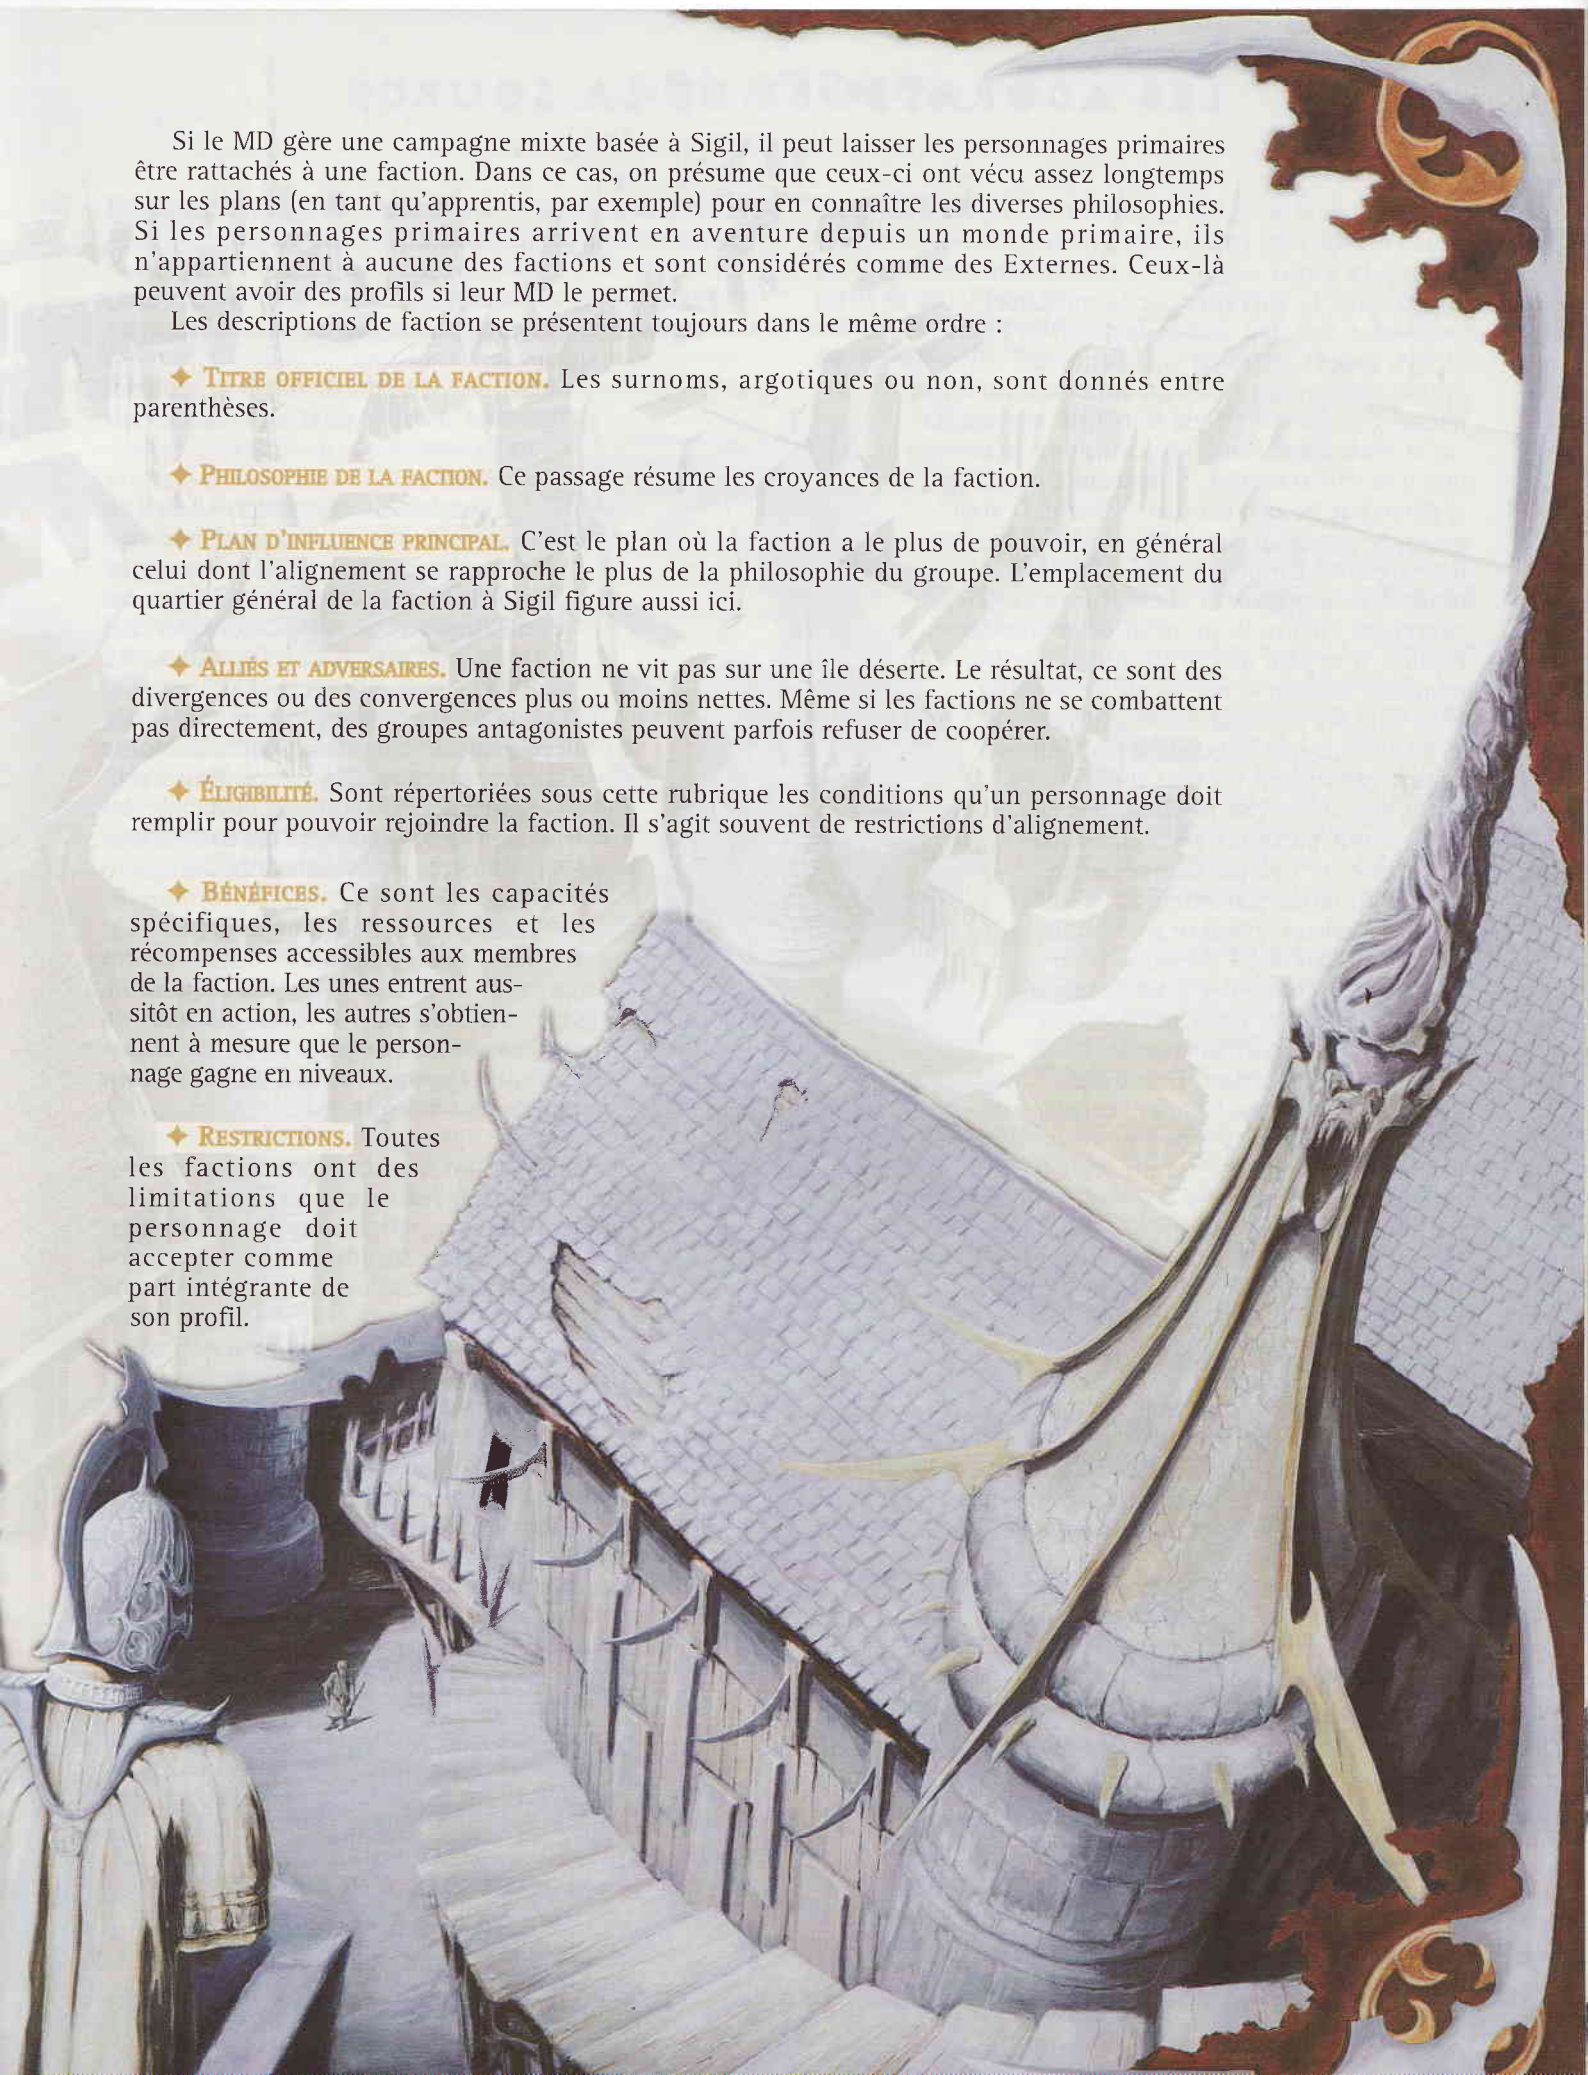 Si le MD gère une campagne mixte basée à Sigil, il peut laisser les personnages primaires
être rattachés à une faction. Dans ce cas, on présume que ceux-ci ont vécu assez longtemps
sur les plans (en tant qu'apprentis, par exemple) pour en connaître les diverses philosophies.
Si les personnages primaires arrivent en aventure depuis un monde primaire, ils
n'appartiennent à aucune des factions et sont considérés comme des Externes. Ceux-là
peuvent avoir des profils si leur MD le permet.
Les descriptions de faction se présentent toujours dans le même ordre :
✦ TITRE OFFICIEL DE LA FACTION. Les surnoms, argotiques ou non, sont donnés entre
parenthèses.
✦ PHILOSOPHIE DE LA FACTION. Ce passage résume les croyances de la faction.
✦ PLAN D'INFLUENCE PRINCIPAL. C'est le plan où la faction a le plus de pouvoir, en général
celui dont l'alignement se rapproche le plus de la philosophie du groupe. L'emplacement du
quartier général de la faction à Sigil figure aussi ici.
✦ ALLIÉS ET ADVERSAIRES. Une faction ne vit pas sur une île déserte. Le résultat, ce sont des
divergences ou des convergences plus ou moins nettes. Même si les factions ne se combattent
pas directement, des groupes antagonistes peuvent parfois refuser de coopérer.
✦ ÉLIGIBILITÉ. Sont répertoriées sous cette rubrique les conditions qu'un personnage doit
remplir pour pouvoir rejoindre la faction. Il s'agit souvent de restrictions d'alignement.
✦ BÉNÉFICES. Ce sont les capacités
spécifiques, les ressources et les
récompenses accessibles aux membres
de la faction. Les unes entrent aus-
sitôt en action, les autres s'obtien-
nent à mesure que le person-
nage gagne en niveaux.
✦ RESTRICTIONS. Toutes
les factions ont des
limitations que le
personnage doit
accepter comme
part intégrante de
son profil.